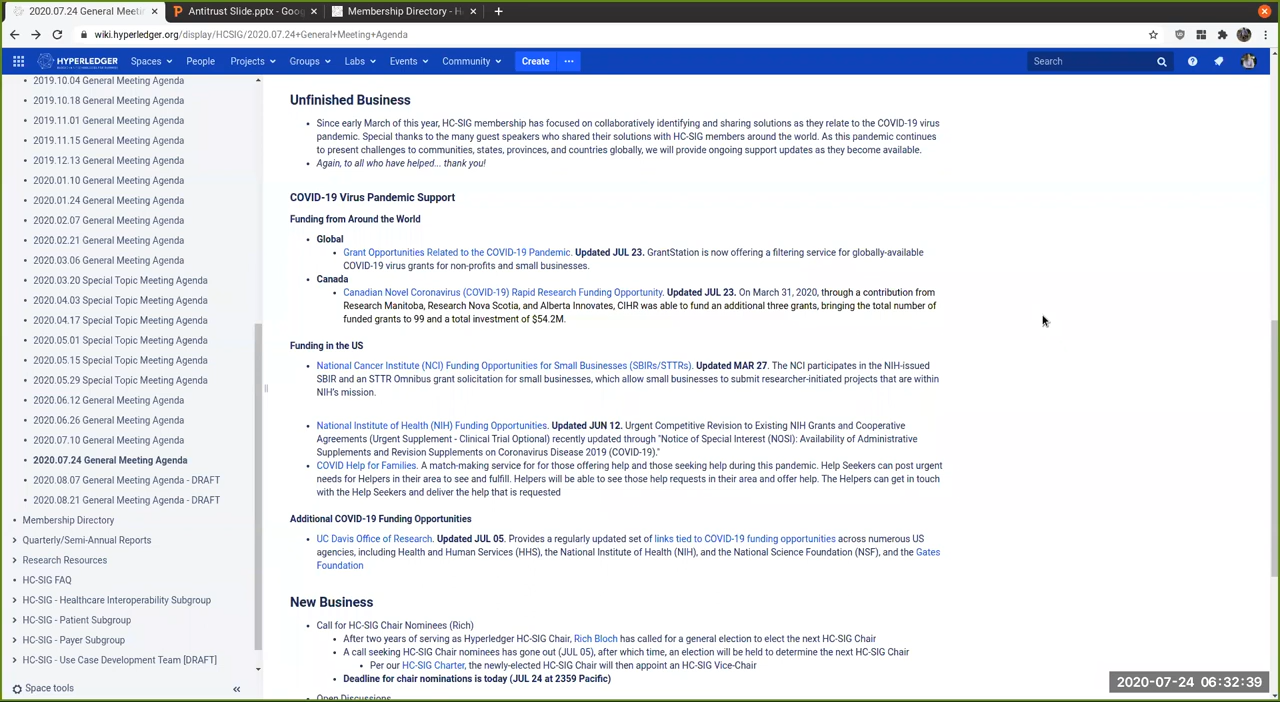 2020.07.24 General Meeti
Antitrust Slide.pptx - Goo
Membership Directory - H
wiki.hyperledger.org/display/HCSIG/2020.07.24+General+Meeting+Agenda
HYPERLEDGER
Spaces
People
Projects
Groups
Labs
Events
Community
Create
Search
2019.10.04 General Meeting Agenda
2019.10.18 General Meeting Agenda
2019.11.01 General Meeting Agenda
2019.11.15 General Meeting Agenda
2019.12.13 General Meeting Agenda
2020.01.10 General Meeting Agenda
2020.01.24 General Meeting Agenda
2020.02.07 General Meeting Agenda
2020.02.21 General Meeting Agenda
2020.03.06 General Meeting Agenda
2020.03.20 Special Topic Meeting Agenda
2020.04.03 Special Topic Meeting Agenda
2020.04.17 Special Topic Meeting Agenda
2020.05.01 Special Topic Meeting Agenda
2020.05.15 Special Topic Meeting Agenda
2020.05.29 Special Topic Meeting Agenda
2020.06.12 General Meeting Agenda
2020.06.26 General Meeting Agenda
2020.07.10 General Meeting Agenda
2020.07.24 General Meeting Agenda
2020.08.07 General Meeting Agenda - DRAFT
2020.08.21 General Meeting Agenda - DRAFT
Membership Directory
Quarterly/Semi-Annual Reports
Research Resources
HC-SIG FAQ
HC-SIG - Healthcare Interoperability Subgroup
HC-SIG - Patient Subgroup
HC-SIG - Payer Subgroup
HC-SIG - Use Case Development Team [DRAFT]
Space tools
Unfinished Business
Since early March of this year, HC-SIG membership has focused on collaboratively identifying and sharing solutions as they relate to the COVID-19 virus
pandemic. Special thanks to the many guest speakers who shared their solutions with HC-SIG members around the world. As this pandemic continues
to present challenges to communities, states, provinces, and countries globally, we will provide ongoing support updates as they become available.
Again, to all who have helped... thank you!
COVID-19 Virus Pandemic Support
Funding from Around the World
Global
Grant Opportunities Related to the COVID-19 Pandemic. Updated JUL 23. GrantStation is now offering a filtering service for globally-available
COVID-19 virus grants for non-profits and small businesses.
Canada
Canadian Novel Coronavirus (COVID-19) Rapid Research Funding Opportunity. Updated JUL 23. On March 31, 2020, through a contribution from
Research Manitoba, Research Nova Scotia, and Alberta Innovates, CIHR was able to fund an additional three grants, bringing the total number of
funded grants to 99 and a total investment of $54.2M.
Funding in the US
National Cancer Institute (NCI) Funding Opportunities for Small Businesses (SBIRs/STTRs). Updated MAR 27. The NCI participates in the NIH-issued
SBIR and an STTR Omnibus grant solicitation for small businesses, which allow small businesses to submit researcher-initiated projects that are within
NIH's mission.
National Institute of Health (NIH) Funding Opportunities. Updated JUN 12. Urgent Competitive Revision to Existing NIH Grants and Cooperative
Agreements (Urgent Supplement - Clinical Trial Optional) recently updated through "Notice of Special Interest (NOSI): Availability of Administrative
Supplements and Revision Supplements on Coronavirus Disease 2019 (COVID-19)."
COVID Help for Families. A match-making service for for those offering help and those seeking help during this pandemic. Help Seekers can post urgent
needs for Helpers in their area to see and fulfill. Helpers will be able to see those help requests in their area and offer help. The Helpers can get in touch
with the Help Seekers and deliver the help that is requested
Additional COVID-19 Funding Opportunities
UC Davis Office of Research. Updated JUL 05. Provides a regularly updated set of links tied to COVID-19 funding opportunities across numerous US
agencies, including Health and Human Services (HHS), the National Institute of Health (NIH), and the National Science Foundation (NSF), and the Gates
Foundation
New Business
Call for HC-SIG Chair Nominees (Rich)
After two years of serving as Hyperledger HC-SIG Chair, Rich Bloch has called for a general election to elect the next HC-SIG Chair
A call seeking HC-SIG Chair nominees has gone out (JUL 05), after which time, an election will be held to determine the next HC-SIG Chair
Per our HC-SIG Charter, the newly-elected HC-SIG Chair will then appoint an HC-SIG Vice-Chair
Deadline for chair nominations is today (JUL 24 at 2359 Pacific)
Open Discussions
2020-07-24 06:32:39